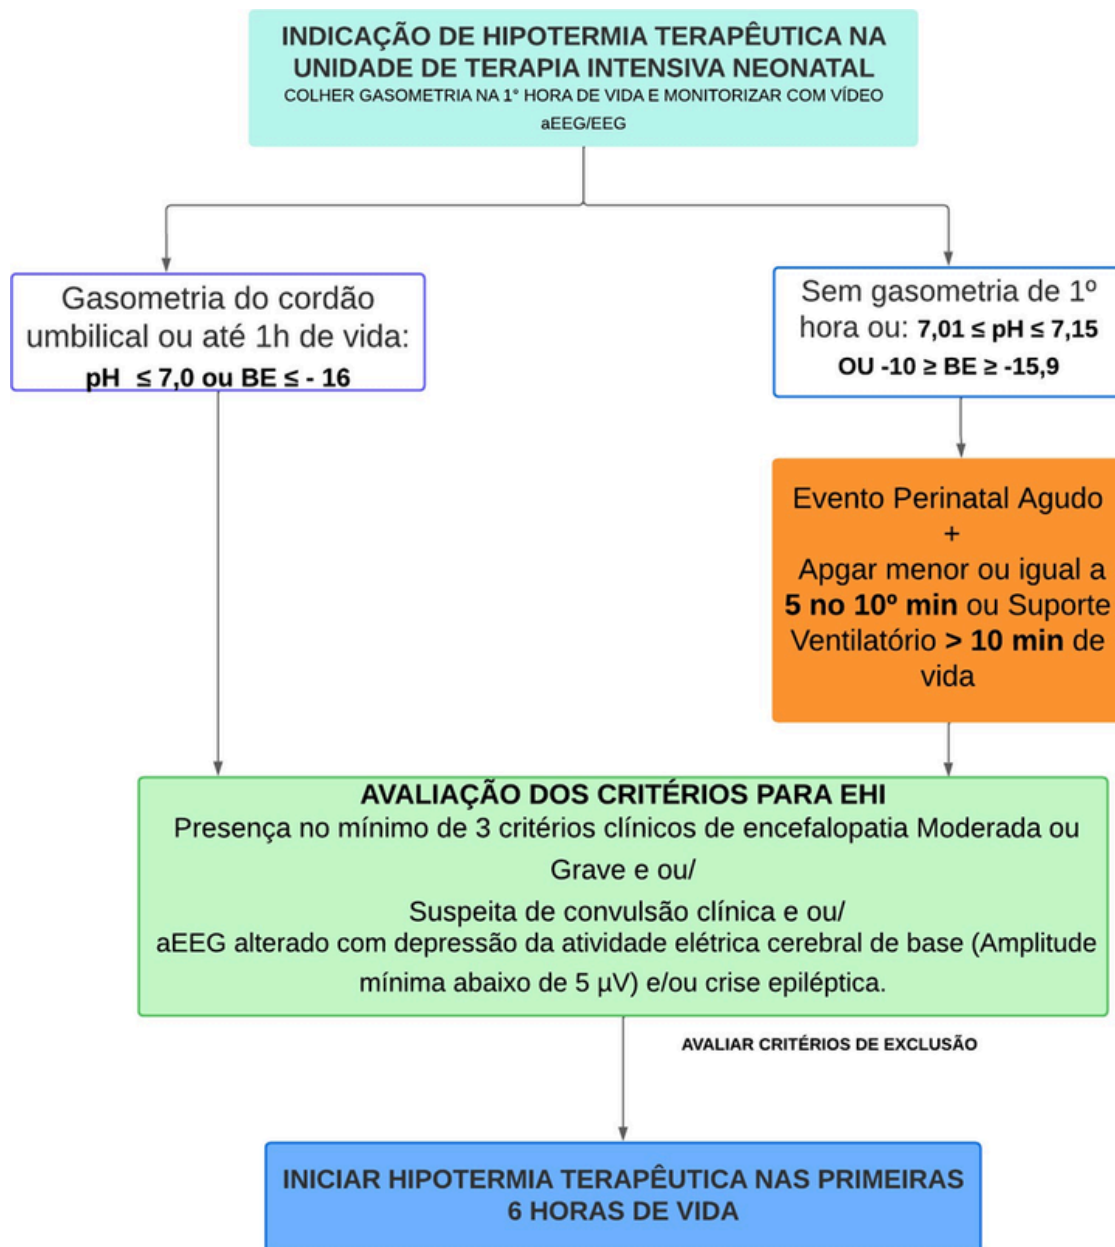 INDICAÇÃO DE HIPOTERMIA TERAPÊUTICA NA
UNIDADE DE TERAPIA INTENSIVA NEONATAL
COLHER GASOMETRIA NA 1° HORA DE VIDA E MONITORIZAR COM VÍDEO
aEEG/EEG
Gasometria do cordão
umbilical ou até 1h de vida:
pH ≤ 7,0 ou BE ≤ - 16
Sem gasometria de 1º
hora ou: 7,01 ≤ pH ≤ 7,15
OU -10 ≥ BE ≥ -15,9
Evento Perinatal Agudo
+
Apgar menor ou igual a
5 no 10º min ou Suporte
Ventilatório > 10 min de
vida
AVALIAÇÃO DOS CRITÉRIOS PARA EHI
Presença no mínimo de 3 critérios clínicos de encefalopatia Moderada ou
Grave e ou/
Suspeita de convulsão clínica e ou/
aEEG alterado com depressão da atividade elétrica cerebral de base (Amplitude
mínima abaixo de 5 µV) e/ou crise epiléptica.
AVALIAR CRITÉRIOS DE EXCLUSÃO
INICIAR HIPOTERMIA TERAPÊUTICA NAS PRIMEIRAS
6 HORAS DE VIDA